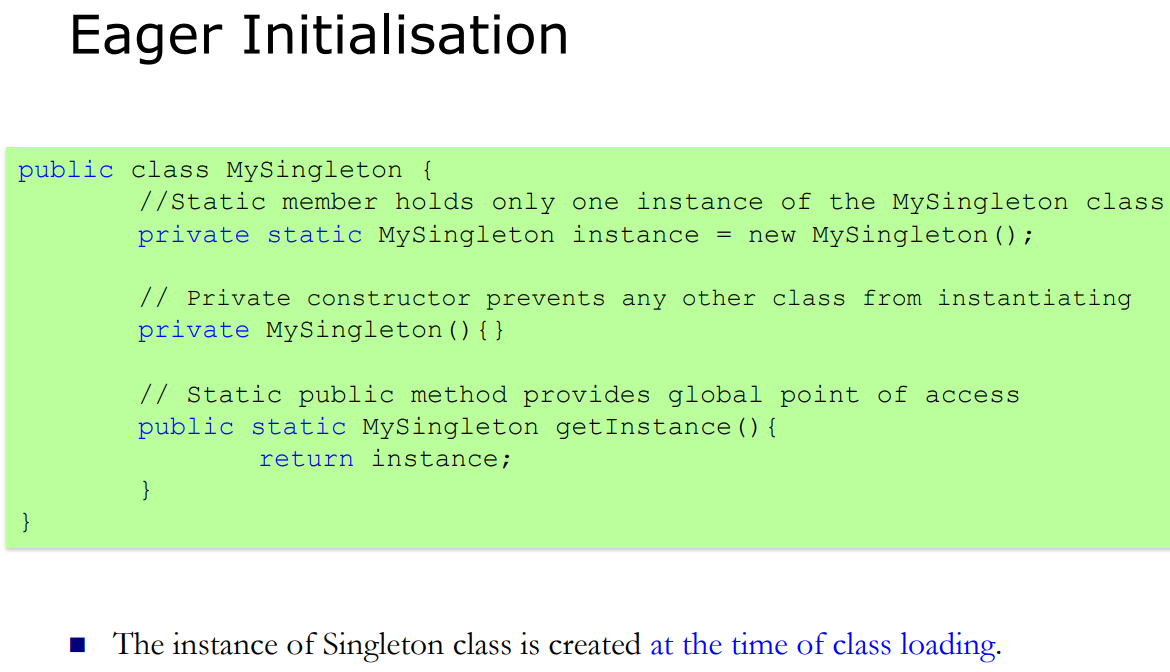 Eager Initialisation
public class MySingleton {
//Static member holds only one instance of the MySingleton class
private static MySingleton instance = new MySingleton();
// Private constructor prevents any other class from instantiating
private MySingleton(){}
// Static public method provides global point of access
public static MySingleton getInstance(){
return instance;
}
}
The instance of Singleton class is created at the time of class loading.